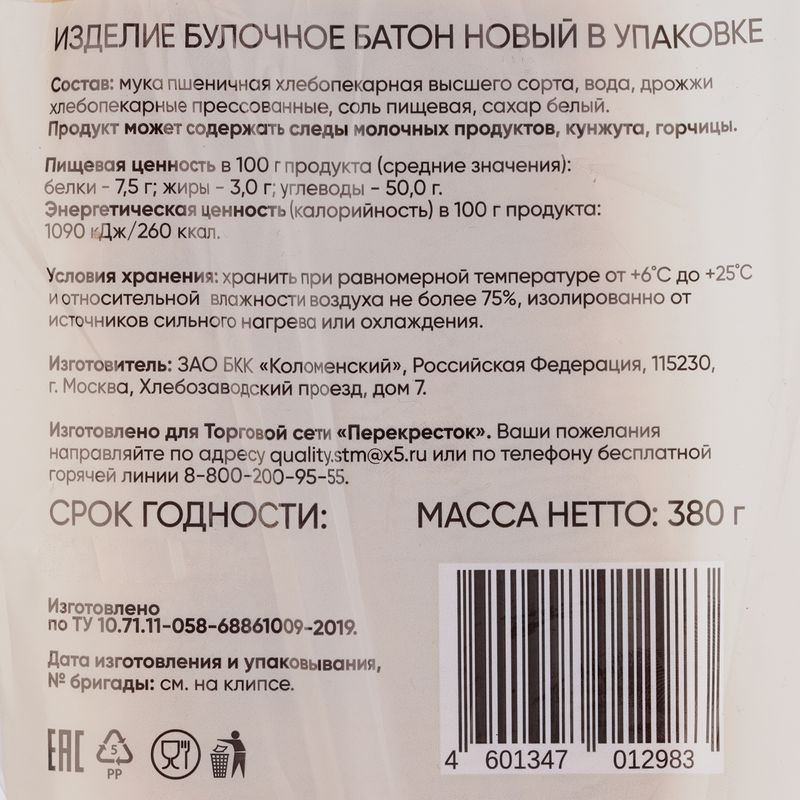 ИЗДЕЛИЕ БУЛОЧНОЕ БАТОН НОВЫЙ В УПАКОВКЕ
Состав: мука пшеничная хлебопекарная высшего сорта, вода, дрожжи
хлебопекарные прессованные, соль пищевая, сахар белый.
Продукт может содержать следы молочных продуктов, кунжута, горчицы.
Пищевая ценность в 100 г продукта (средние значения):
белки - 7,5 г; жиры - 3,0 г; углеводы - 50,0 г.
Энергетическая ценность (калорийность) в 100 г продукта:
1090 кДж/260 ккал.
Условия хранения: хранить при равномерной температуре от +6°С до +25°С
и относительной влажности воздуха не более 75%, изолированно от
источников сильного нагрева или охлаждения.
Изготовитель: ЗАО БКК «Коломенский», Российская Федерация, 115230,
г. Москва, Хлебозаводский проезд, дом 7.
Изготовлено для Торговой сети «Перекресток». Ваши пожелания
направляйте по адресу quality.stm@x5.ru или по телефону бесплатной
горячей линии 8-800-200-95-55.
СРОК ГОДНОСТИ: МАССА НЕТТО: 380 г
Изготовлено
по ТУ 10.71.11-058-68861009-2019.
Дата изготовления и упаковывания,
№ бригады: см. на клипсе.
EAC 5 PP
4 601347 012983